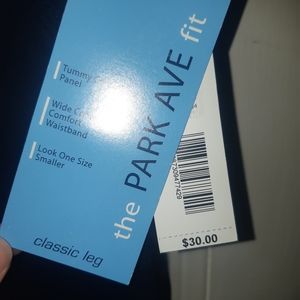 the PARK AVE fit
Tummy
Panel
Wide
Comfort
Waistband
Look One Size
Smaller
classic leg
$30.00